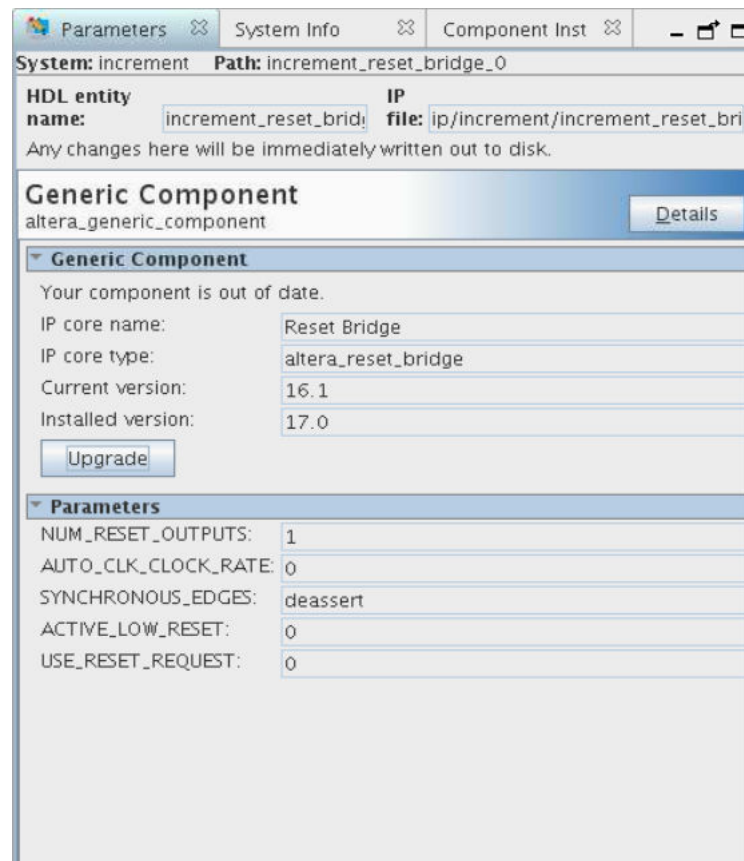 Parameters System Info Component Inst
System: increment Path: increment_reset_bridge_0
HDL entity name: increment_reset_brid IP file: ip/increment/increment_reset_bri
Any changes here will be immediately written out to disk.
Generic Component
altera_generic_component
Details
Generic Component
Your component is out of date.
IP core name: Reset Bridge
IP core type: altera_reset_bridge
Current version: 16.1
Installed version: 17.0
Upgrade
Parameters
NUM_RESET_OUTPUTS: 1
AUTO_CLK_CLOCK_RATE: 0
SYNCHRONOUS_EDGES: deassert
ACTIVE_LOW_RESET: 0
USE_RESET_REQUEST: 0